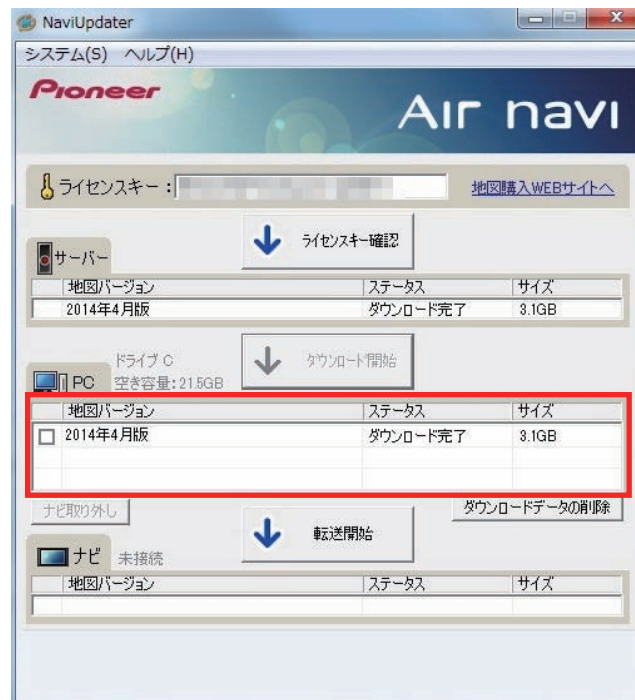 NaviUpdater
システム(S) ヘルプ(H)
Pioneer
AIr navi
ライセンスキー：
地図購入WEBサイトへ
ライセンスキー確認
サーバー
地図バージョン ステータス サイズ
2014年4月版 ダウンロード完了 3.1GB
ドライブ C
ダウンロード開始
PC 空き容量:21.5GB
地図バージョン ステータス サイズ
2014年4月版 ダウンロード完了 3.1GB
ナビ取り外し
ダウンロードデータの削除
転送開始
ナビ 未接続
地図バージョン ステータス サイズ